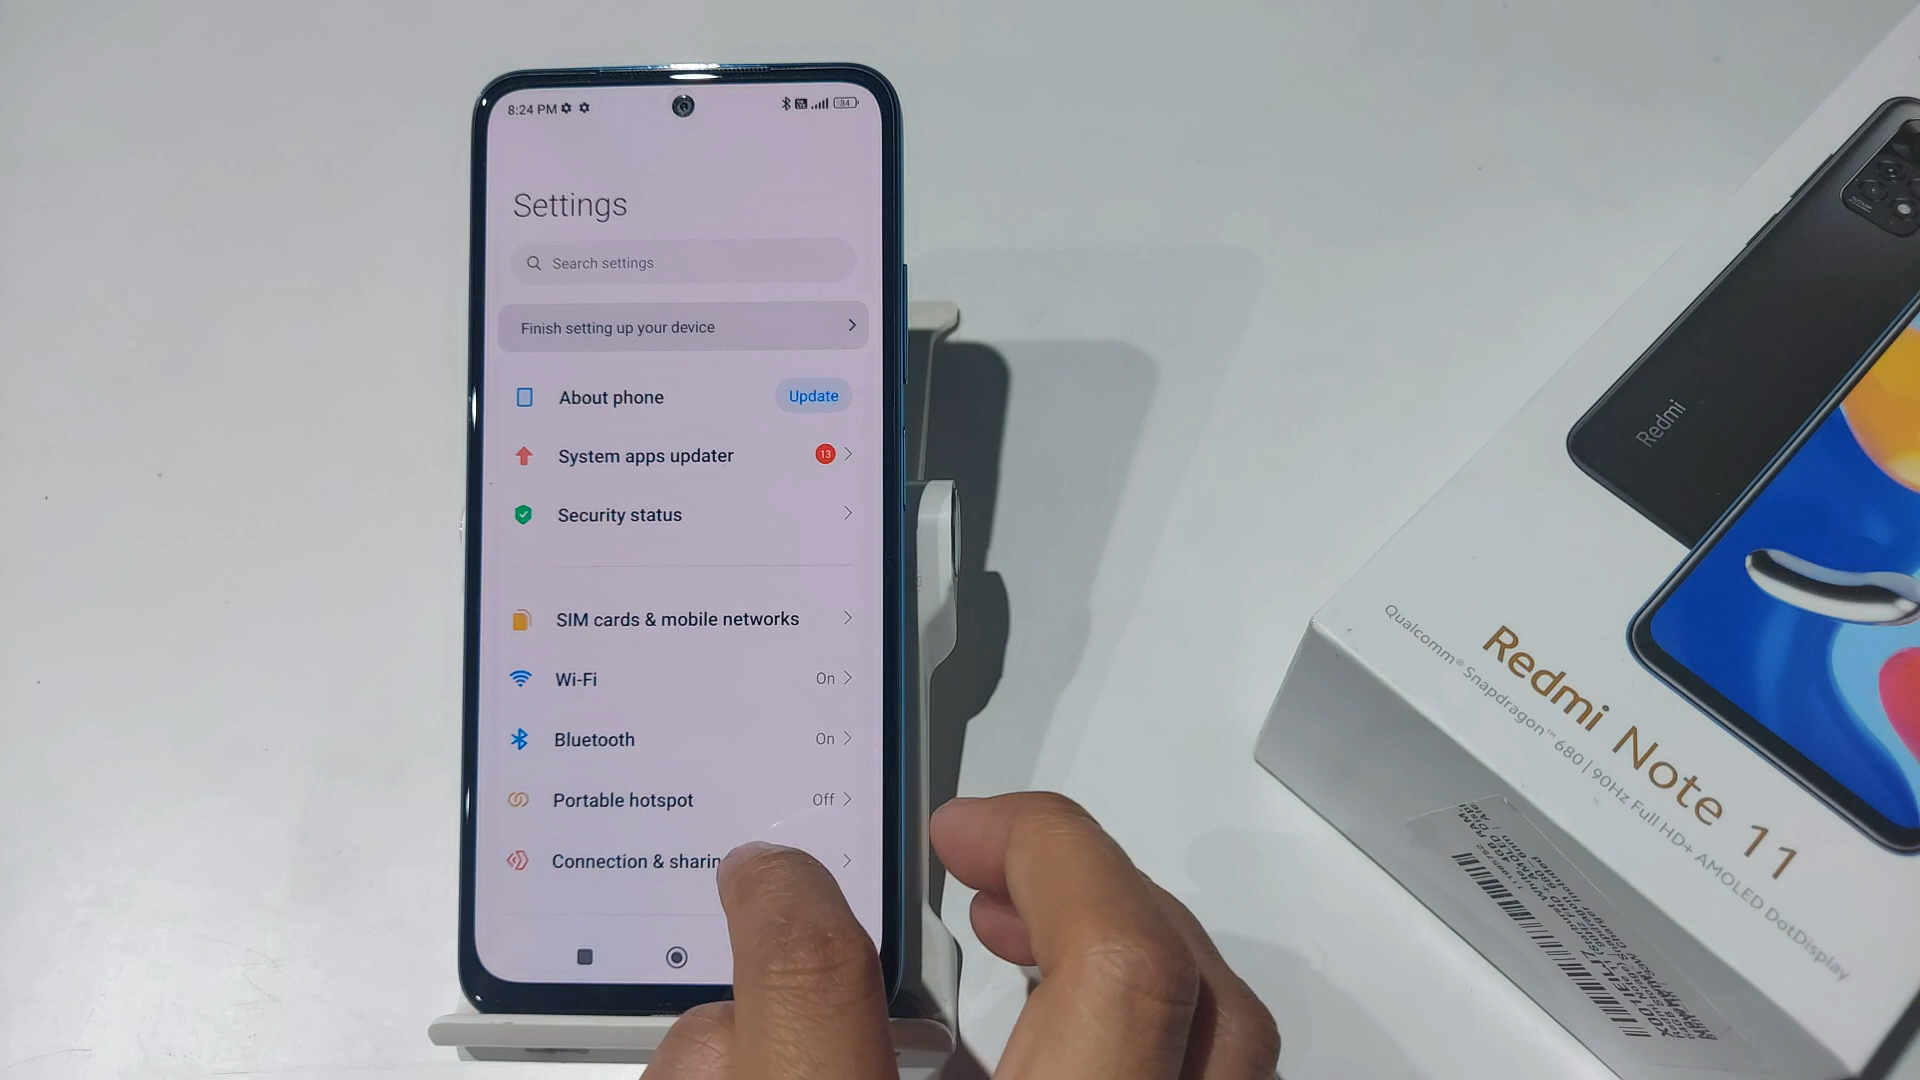 8:24 PM
34
Settings
Search settings
Finish setting up your device
About phone
Update
System apps updater
13
Security status
SIM cards & mobile networks
Wi-Fi
On
Bluetooth
On
Portable hotspot
Off
Connection & sharin
Redmi
Redmi Note 11
Qualcomm® Snapdragon™ 680 | 90Hz Full HD+ AMOLED DotDisplay